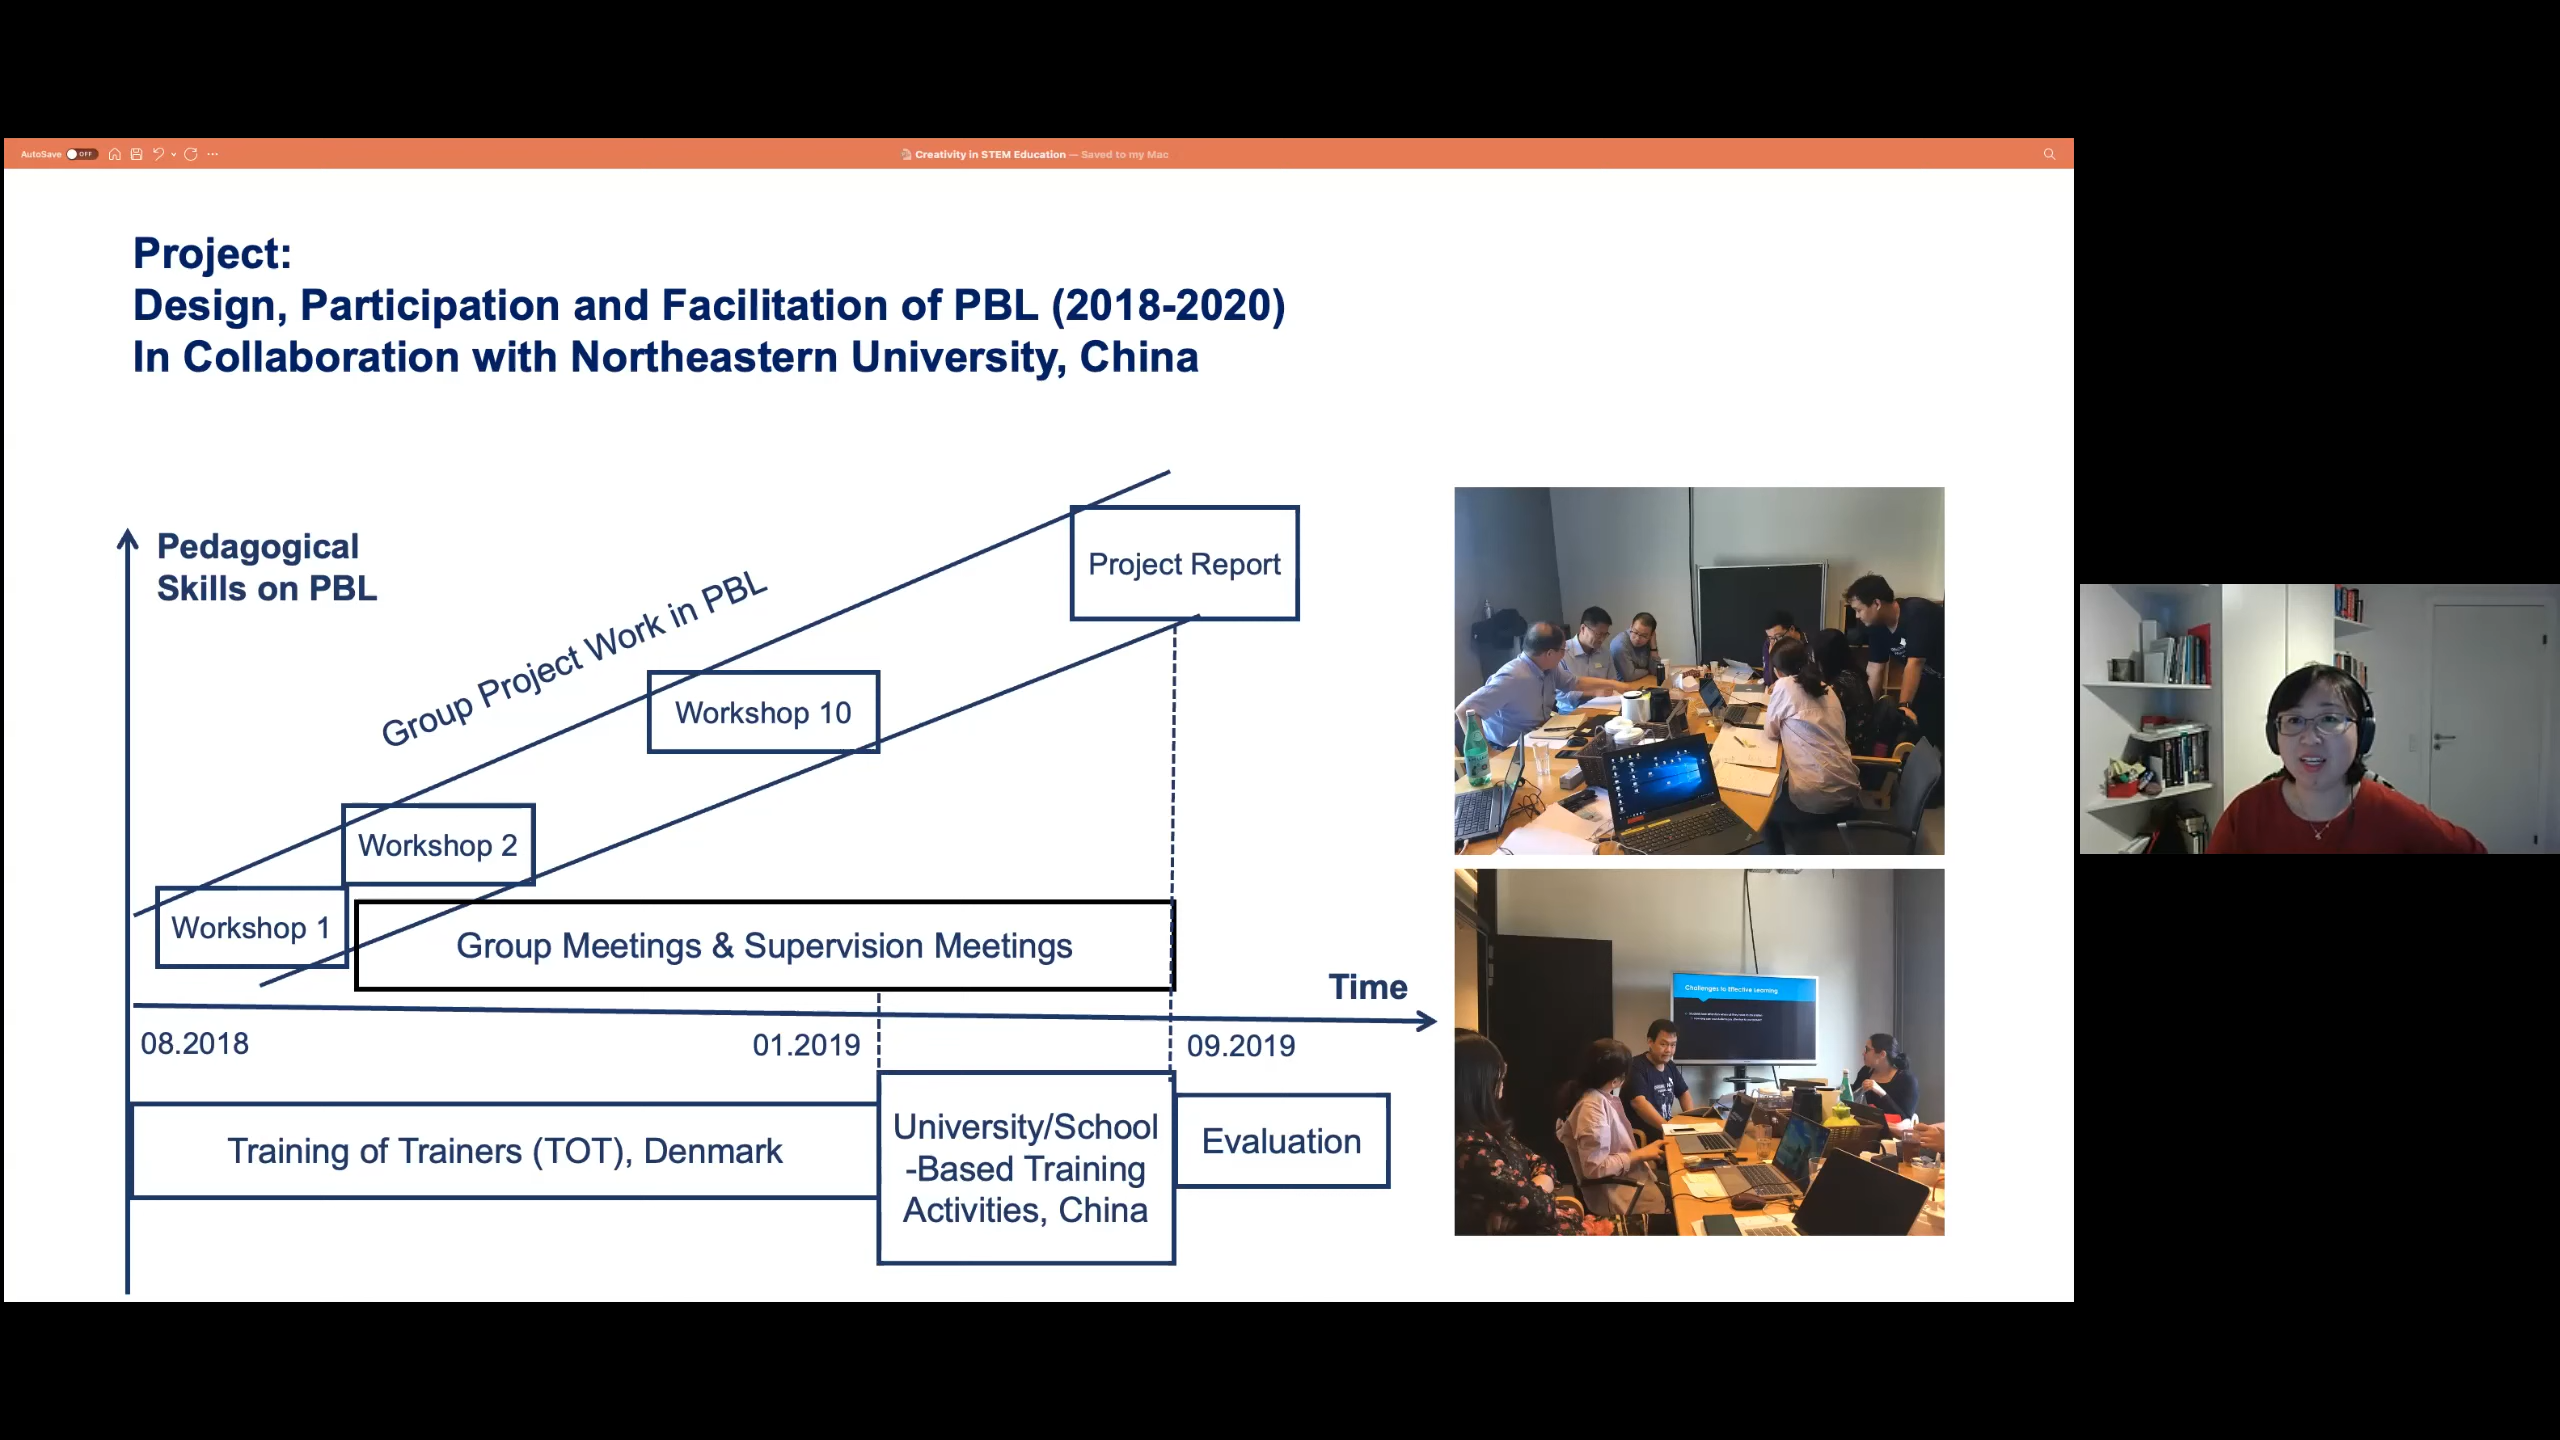 AutoSave OFF
Creativity in STEM Education — Saved to my Mac
Project:
Design, Participation and Facilitation of PBL (2018-2020)
In Collaboration with Northeastern University, China
Pedagogical
Skills on PBL
Group Project Work in PBL
Project Report
Workshop 10
Workshop 2
Workshop 1
Group Meetings & Supervision Meetings
Time
08.2018
01.2019
09.2019
Training of Trainers (TOT), Denmark
University/School
-Based Training
Activities, China
Evaluation
Challenges to Effective Learning